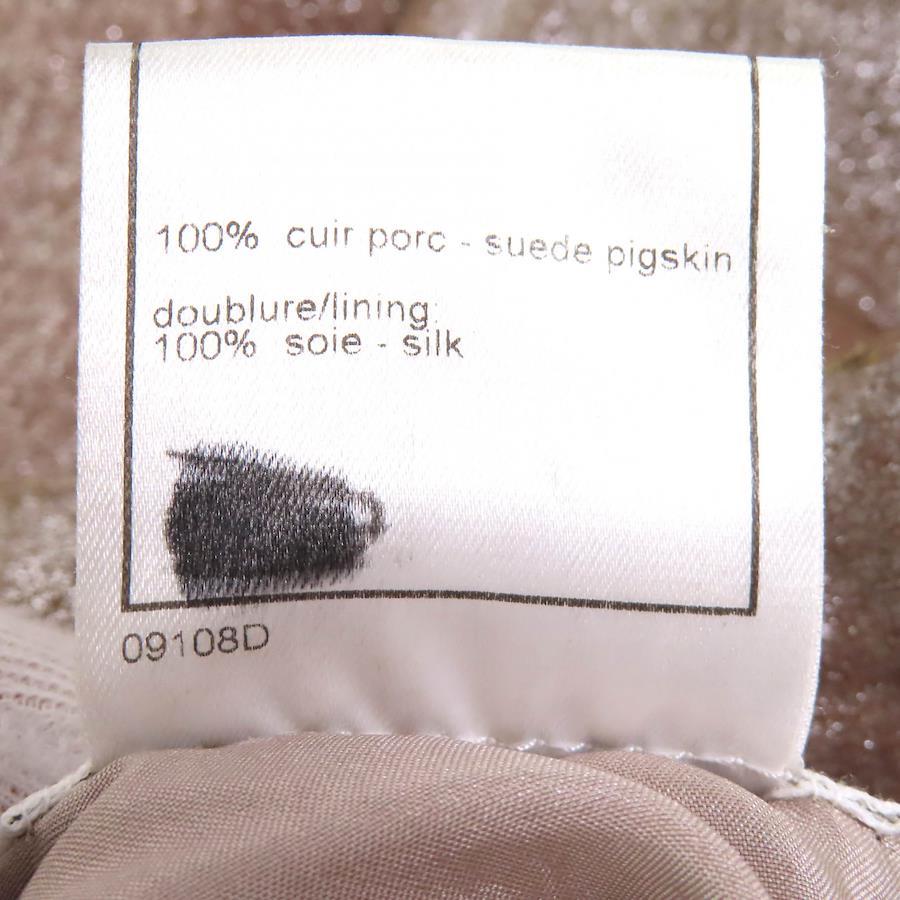 100% cuir porc - suede pigskin
doublure/lining:
100% soie - silk
09108D